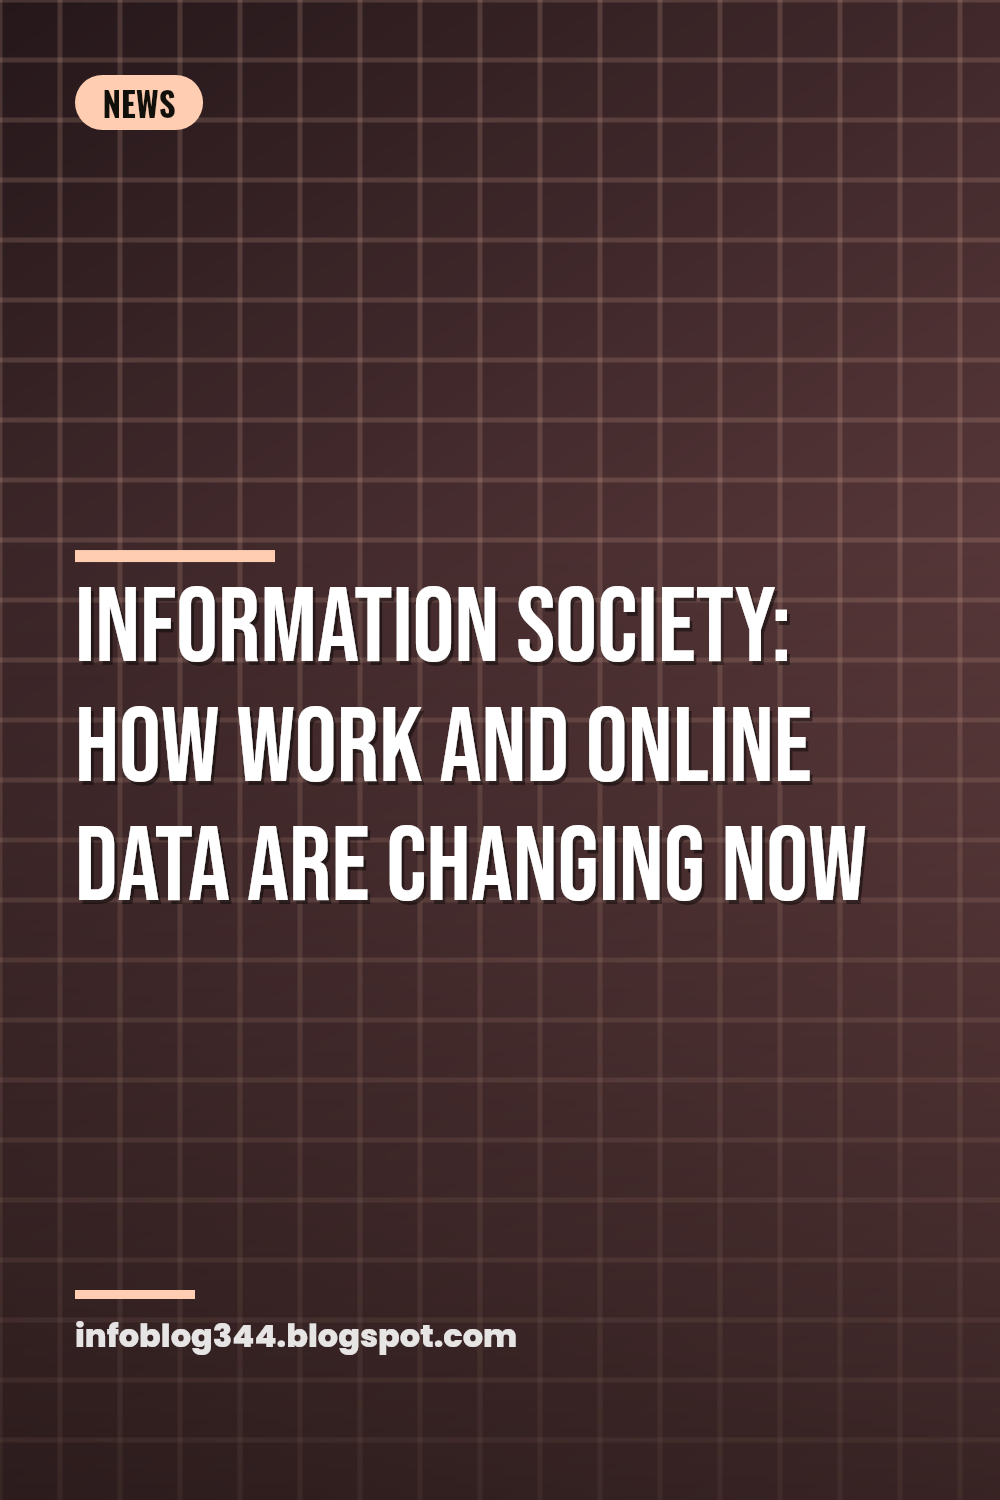 NEWS
INFORMATION SOCIETY:
HOW WORK AND ONLINE
DATA ARE CHANGING NOW
infoblog344.blogspot.com